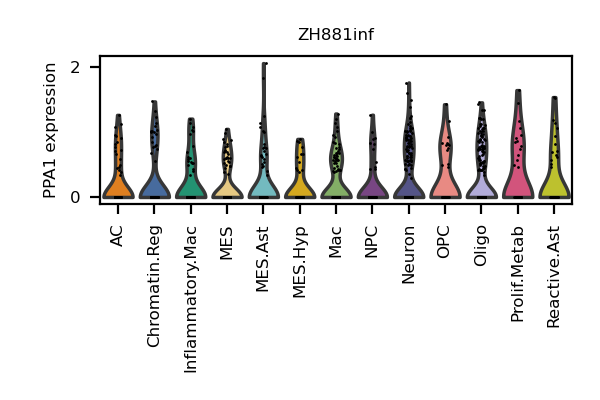 ZH881inf
PPA1 expression
2
0
AC
Chromatin.Reg
Inflammatory.Mac
MES
MES.Ast
MES.Hyp
Mac
NPC
Neuron
OPC
Oligo
Prolif.Metab
Reactive.Ast